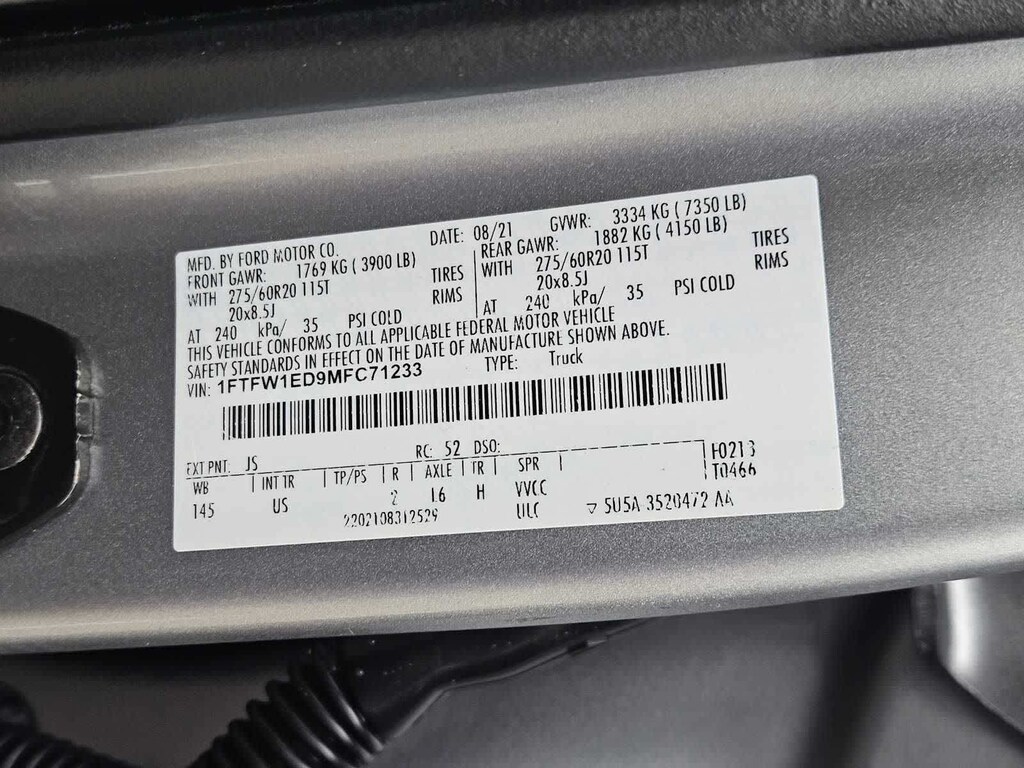 MFD. BY FORD MOTOR CO. DATE: 08/21 GVWR: 3334 KG ( 7350 LB)
FRONT GAWR: 1769 KG ( 3900 LB) REAR GAWR: 1882 KG ( 4150 LB)
WITH 275/60R20 115T TIRES WITH 275/60R20 115T TIRES
20x8.5J RIMS 20x8.5J RIMS
AT 240 kPa/ 35 PSI COLD AT 240 kPa/ 35 PSI COLD
THIS VEHICLE CONFORMS TO ALL APPLICABLE FEDERAL MOTOR VEHICLE
SAFETY STANDARDS IN EFFECT ON THE DATE OF MANUFACTURE SHOWN ABOVE.
VIN: 1FTFW1ED9MFC71233 TYPE: Truck
EXT PNT: JS RC: 52 DSO:
WB INT TR TP/PS R AXLE TR SPR H0213
T0466
145 US 2 L6 H VVCC
2202108312529 ULC ▽ 5U5A 3520472 AA